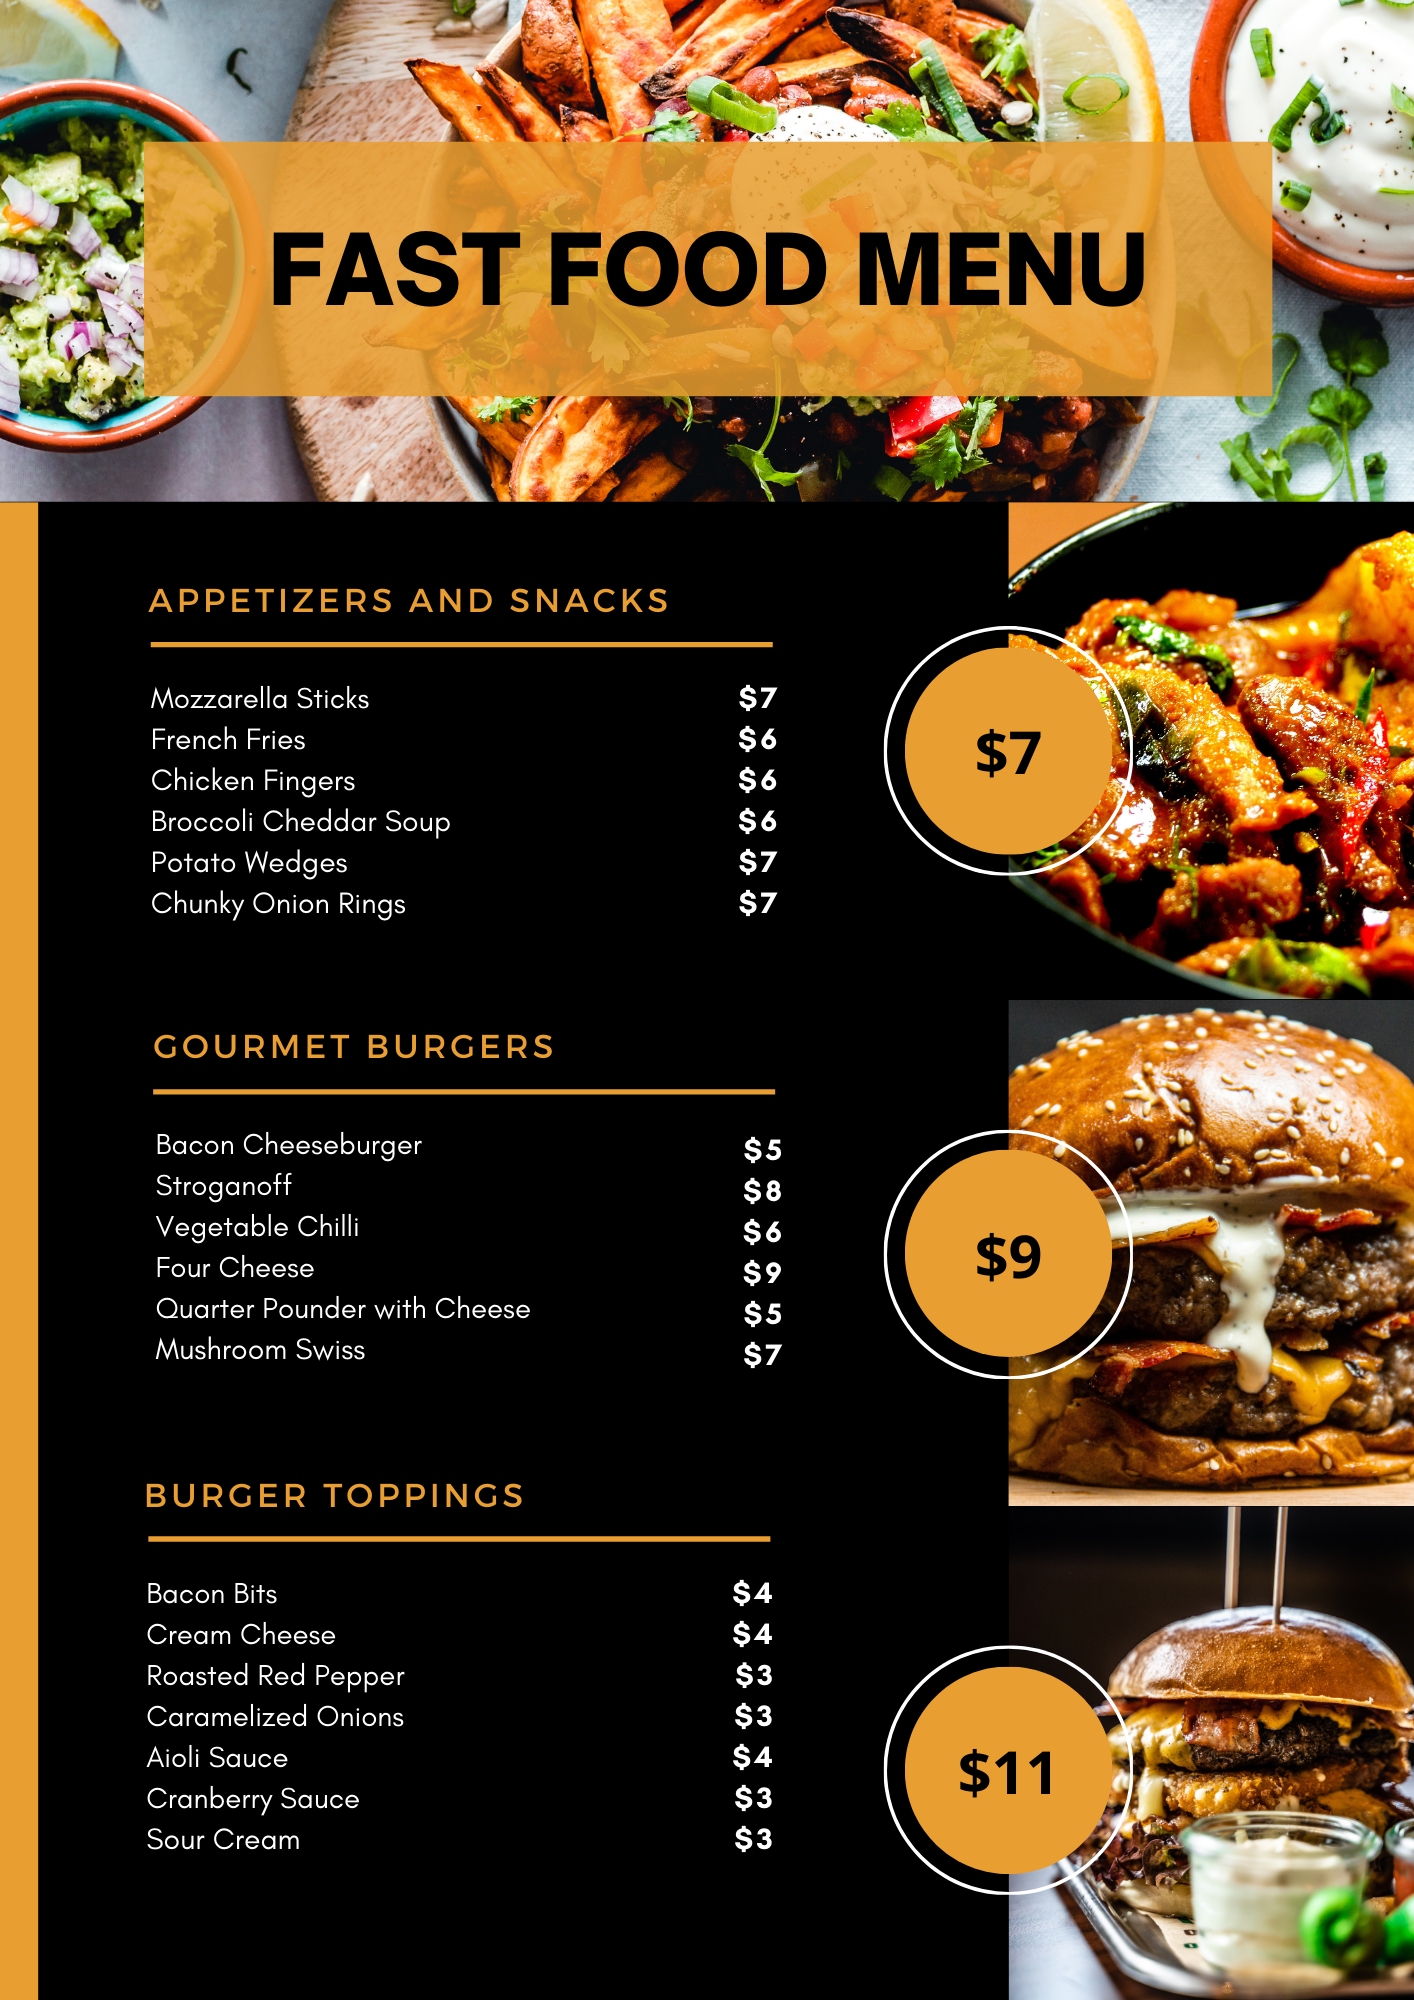 FAST FOOD MENU
APPETIZERS AND SNACKS
Mozzarella Sticks $7
French Fries $6
Chicken Fingers $6
Broccoli Cheddar Soup $6
Potato Wedges $7
Chunky Onion Rings $7
$7
GOURMET BURGERS
Bacon Cheeseburger $5
Stroganoff $8
Vegetable Chilli $6
Four Cheese $9
Quarter Pounder with Cheese $5
Mushroom Swiss $7
$9
BURGER TOPPINGS
Bacon Bits $4
Cream Cheese $4
Roasted Red Pepper $3
Caramelized Onions $3
Aioli Sauce $4
Cranberry Sauce $3
Sour Cream $3
$11